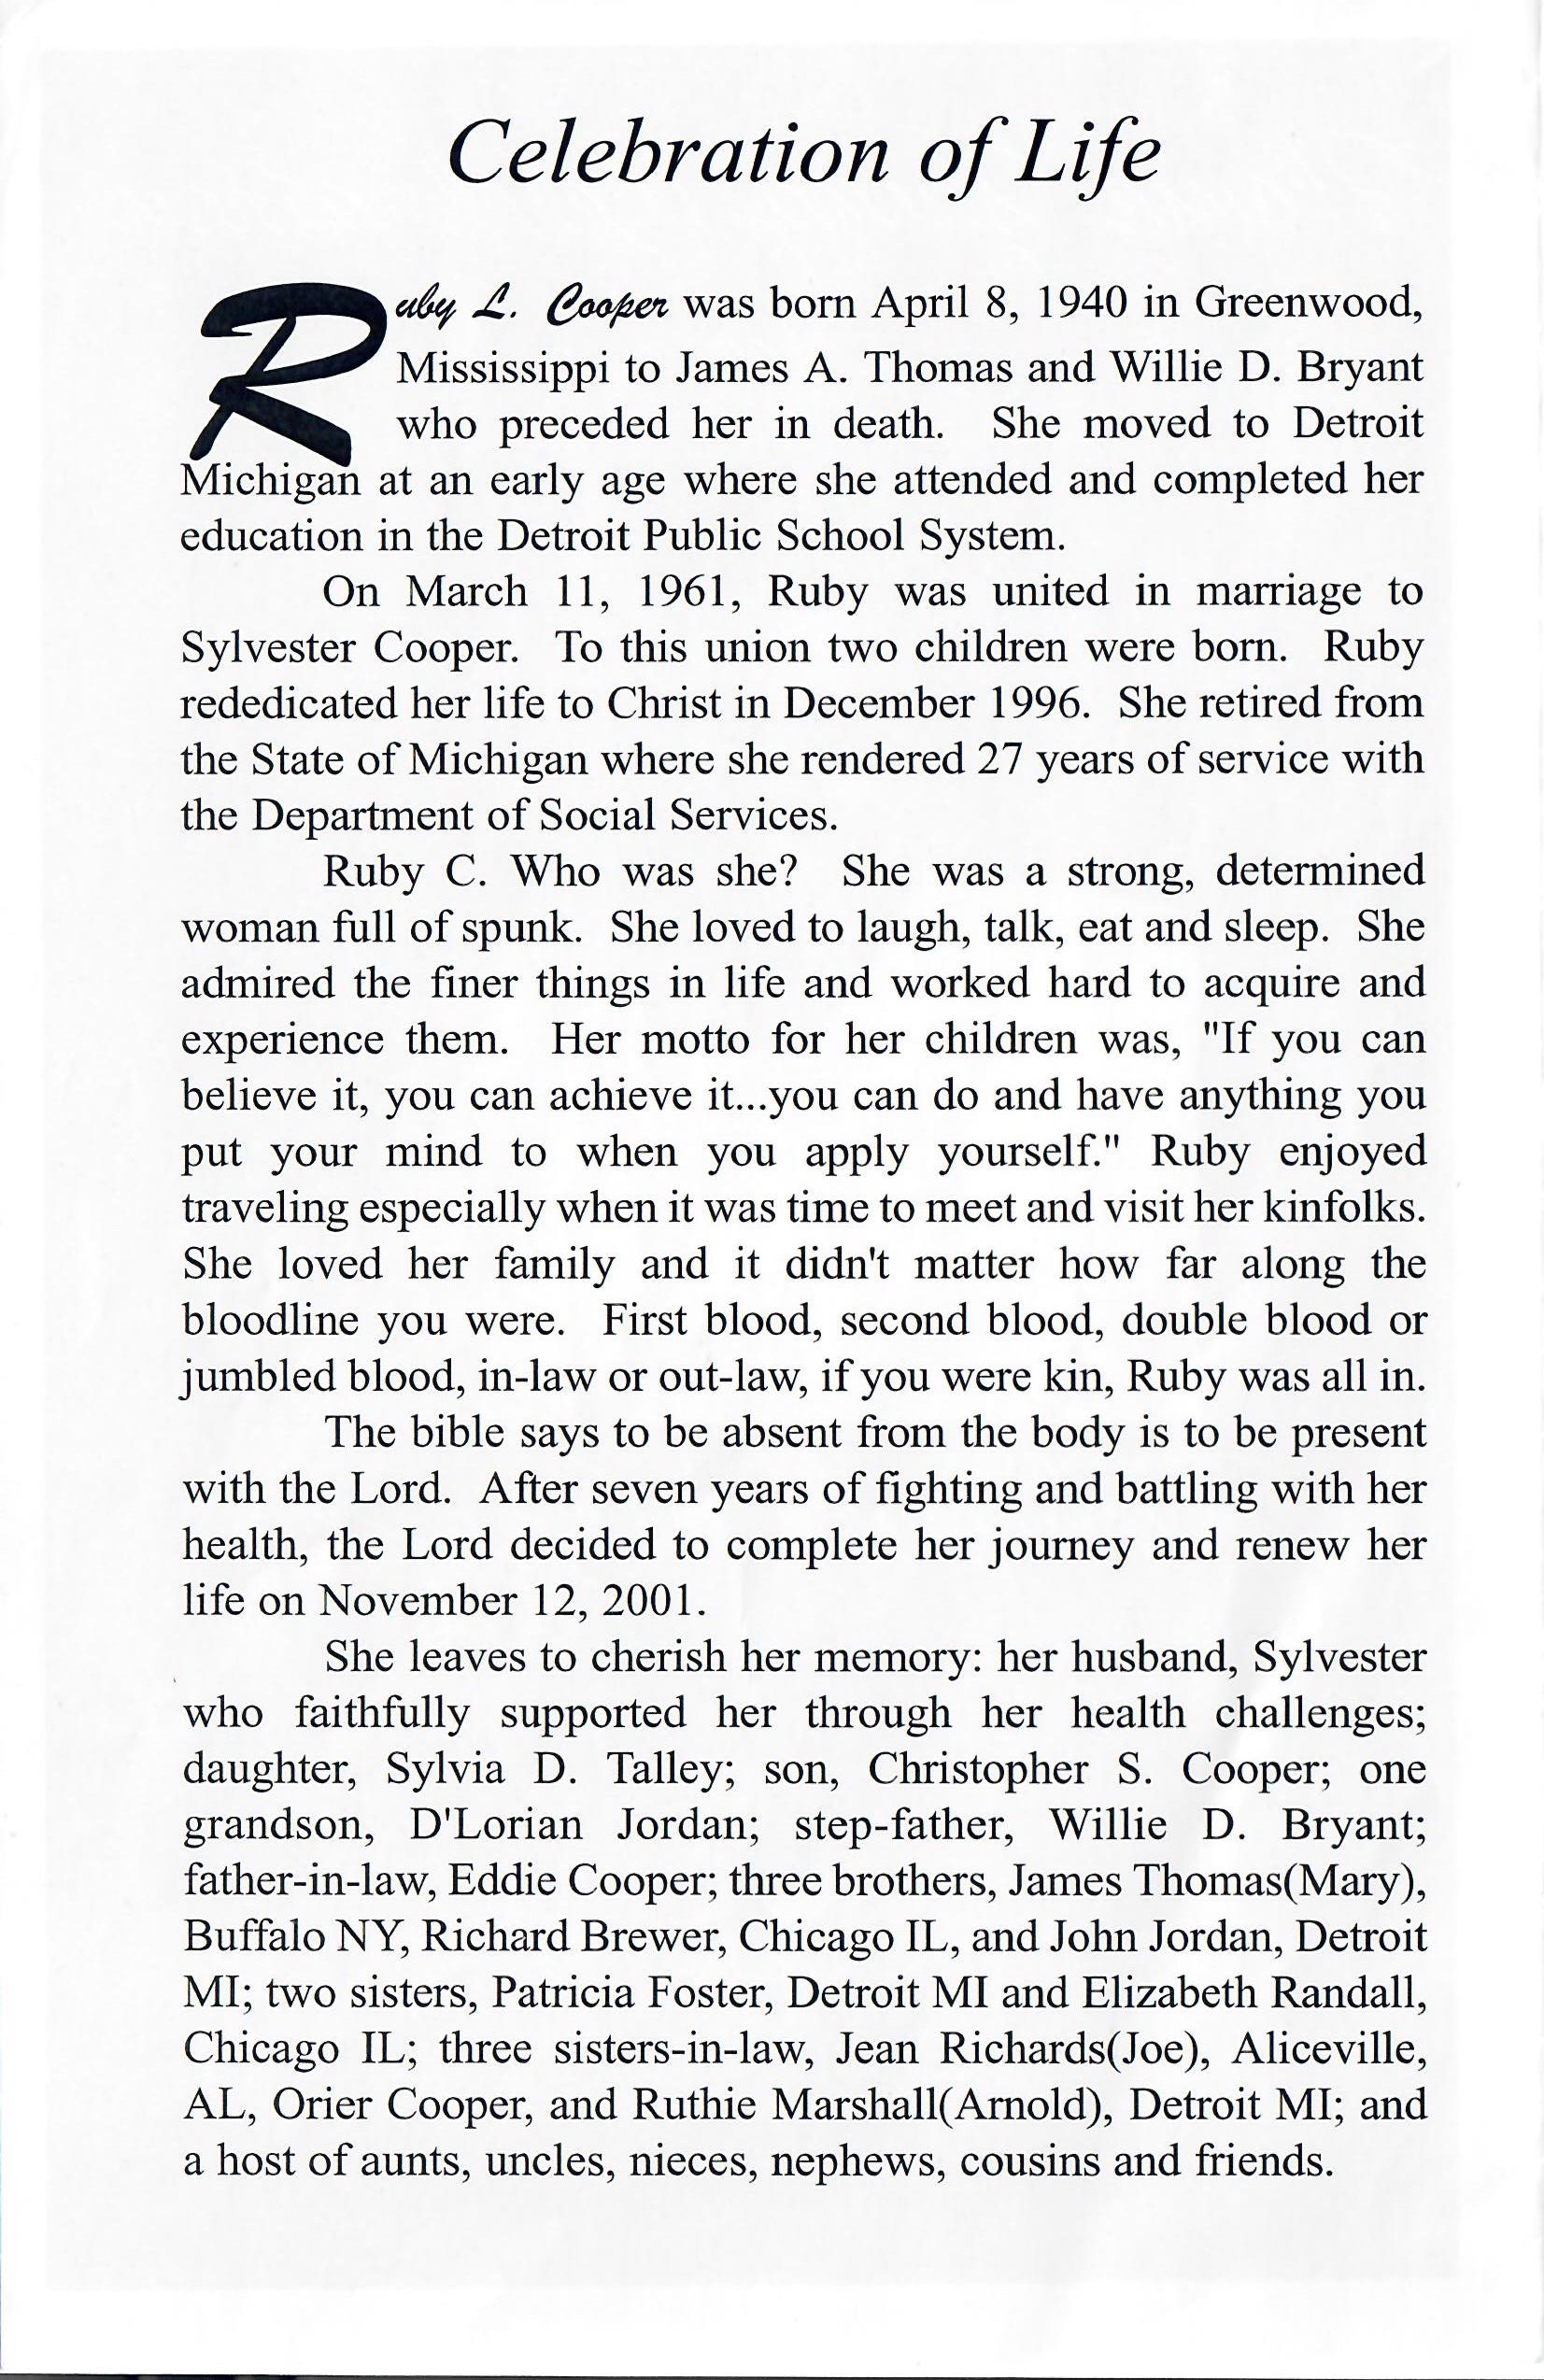 Celebration of Life
Ruby L. Cooper was born April 8, 1940 in Greenwood,
Mississippi to James A. Thomas and Willie D. Bryant
who preceded her in death. She moved to Detroit
Michigan at an early age where she attended and completed her
education in the Detroit Public School System.
On March 11, 1961, Ruby was united in marriage to
Sylvester Cooper. To this union two children were born. Ruby
rededicated her life to Christ in December 1996. She retired from
the State of Michigan where she rendered 27 years of service with
the Department of Social Services.
Ruby C. Who was she? She was a strong, determined
woman full of spunk. She loved to laugh, talk, eat and sleep. She
admired the finer things in life and worked hard to acquire and
experience them. Her motto for her children was, "If you can
believe it, you can achieve it...you can do and have anything you
put your mind to when you apply yourself." Ruby enjoyed
traveling especially when it was time to meet and visit her kinfolks.
She loved her family and it didn't matter how far along the
bloodline you were. First blood, second blood, double blood or
jumbled blood, in-law or out-law, if you were kin, Ruby was all in.
The bible says to be absent from the body is to be present
with the Lord. After seven years of fighting and battling with her
health, the Lord decided to complete her journey and renew her
life on November 12, 2001.
She leaves to cherish her memory: her husband, Sylvester
who faithfully supported her through her health challenges;
daughter, Sylvia D. Talley; son, Christopher S. Cooper; one
grandson, D'Lorian Jordan; step-father, Willie D. Bryant;
father-in-law, Eddie Cooper; three brothers, James Thomas(Mary),
Buffalo NY, Richard Brewer, Chicago IL, and John Jordan, Detroit
MI; two sisters, Patricia Foster, Detroit MI and Elizabeth Randall,
Chicago IL; three sisters-in-law, Jean Richards(Joe), Aliceville,
AL, Orier Cooper, and Ruthie Marshall(Arnold), Detroit MI; and
a host of aunts, uncles, nieces, nephews, cousins and friends.